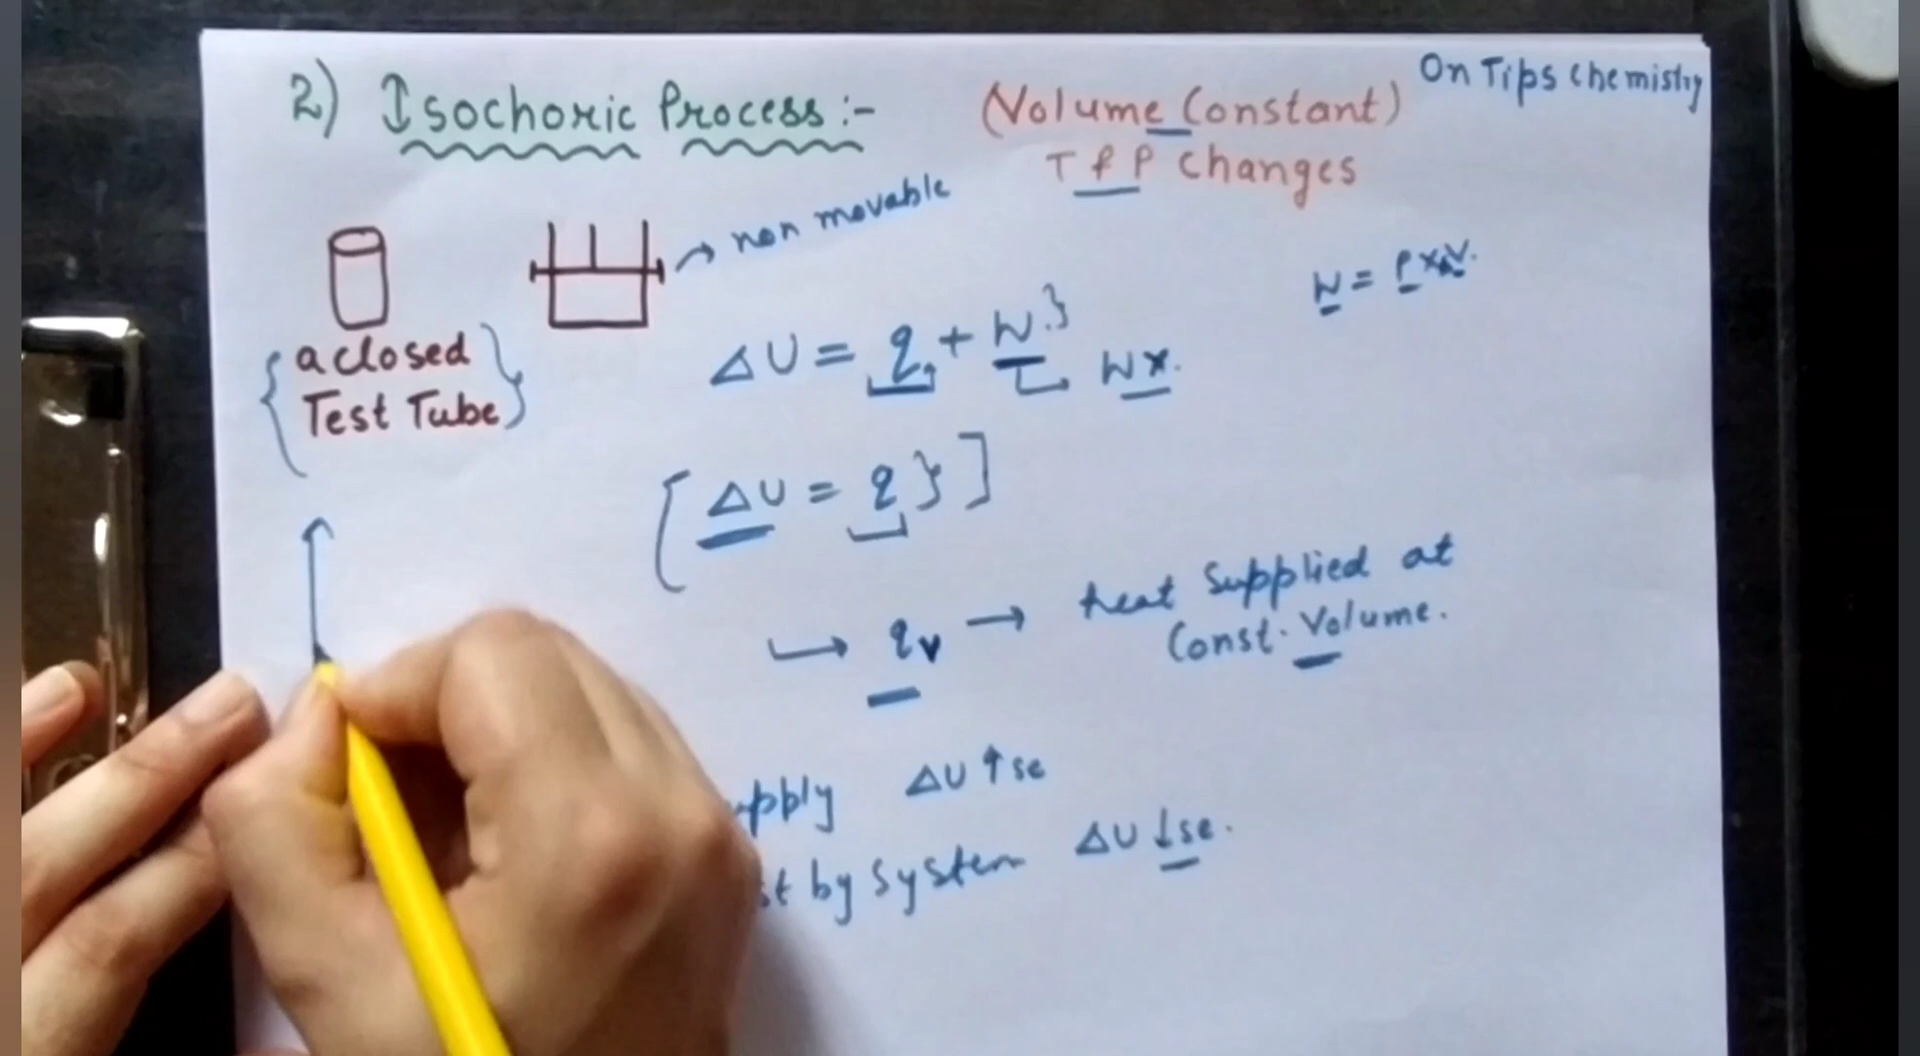 On Tips Chemistry
2) Isochoric Process :- (Volume Constant)
T & P Changes
non movable
W = P×V.
a closed
Test Tube
ΔU = q + W }
W ×.
[ ΔU = q } ]
qv → heat Supplied at
Const. Volume.
ΔU ↑se
by System ΔU ↓se.